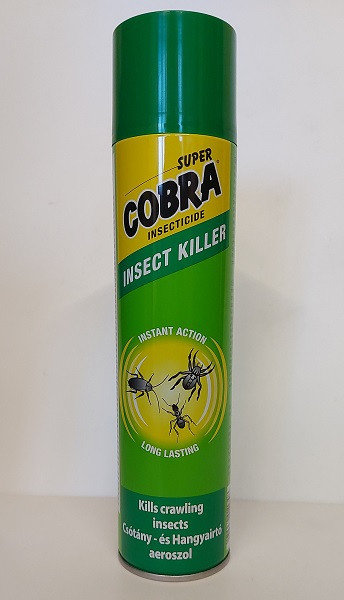 SUPER
COBRA®
INSECTICIDE
INSECT KILLER
INSTANT ACTION
LONG LASTING
Kills crawling
insects
Csótány - és Hangyairtó
aeroszol